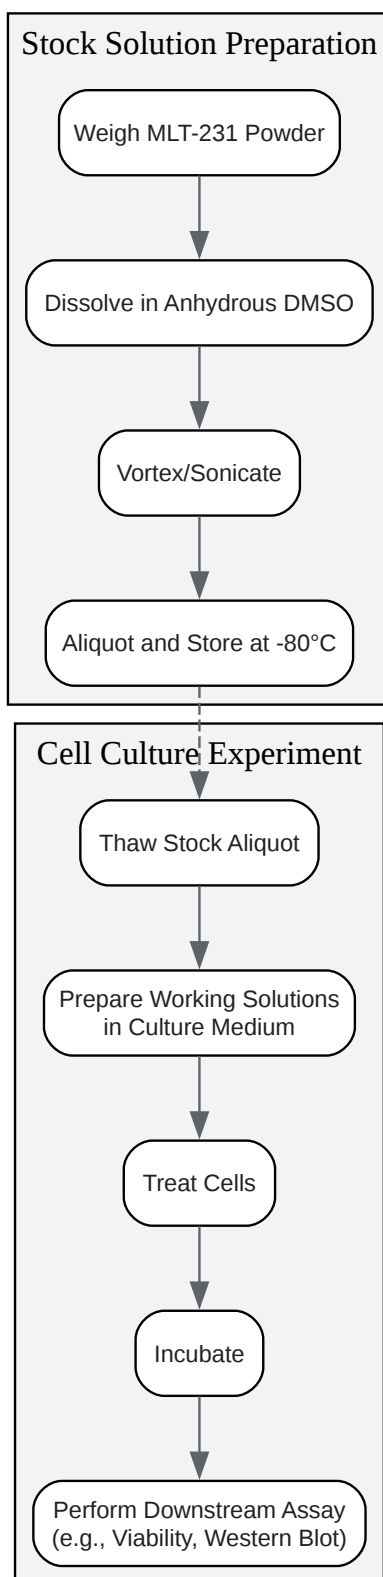 Stock Solution Preparation
Weigh MLT-231 Powder
Dissolve in Anhydrous DMSO
Vortex/Sonicate
Aliquot and Store at -80°C
Cell Culture Experiment
Thaw Stock Aliquot
Prepare Working Solutions
in Culture Medium
Treat Cells
Incubate
Perform Downstream Assay
(e.g., Viability, Western Blot)